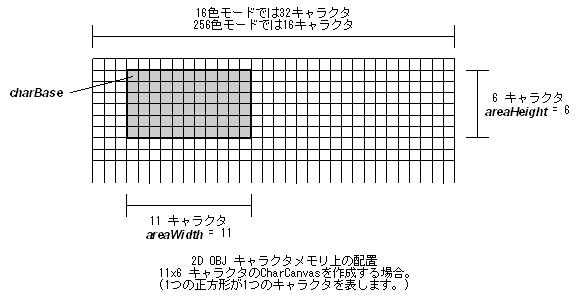 16色モードでは32キャラクタ
256色モードでは16キャラクタ
charBase
6 キャラクタ
areaHeight = 6
11 キャラクタ
areaWidth = 11
2D OBJ キャラクタメモリ上の配置
11x6 キャラクタのCharCanvasを作成する場合。
(1つの正方形が1つのキャラクタを表します。)